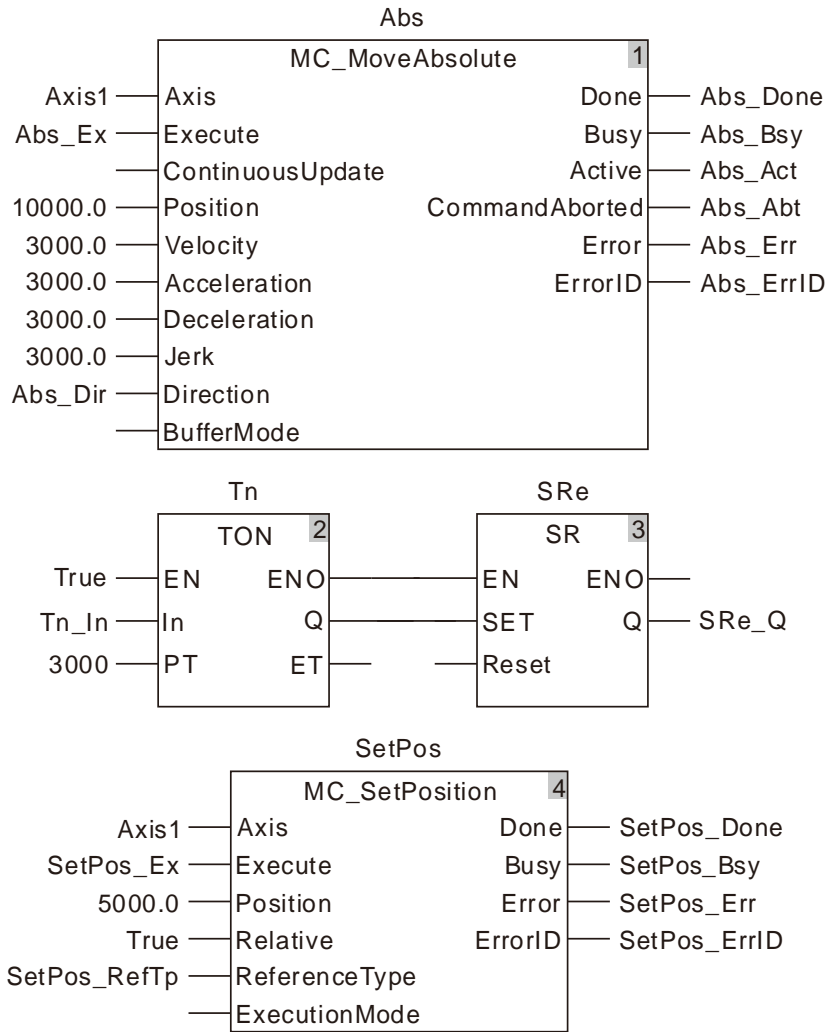 Abs
MC_MoveAbsolute 1
Axis1 Axis Done Abs_Done
Abs_Ex Execute Busy Abs_Bsy
ContinuousUpdate Active Abs_Act
10000.0 Position CommandAborted Abs_Abt
3000.0 Velocity Error Abs_Err
3000.0 Acceleration ErrorID Abs_ErrID
3000.0 Deceleration
3000.0 Jerk
Abs_Dir Direction
BufferMode
Tn SRe
TON 2 SR 3
True EN ENO EN ENO
Tn_In In Q SET Q SRe_Q
3000 PT ET Reset
SetPos
MC_SetPosition 4
Axis1 Axis Done SetPos_Done
SetPos_Ex Execute Busy SetPos_Bsy
5000.0 Position Error SetPos_Err
True Relative ErrorID SetPos_ErrID
SetPos_RefTp ReferenceType
ExecutionMode